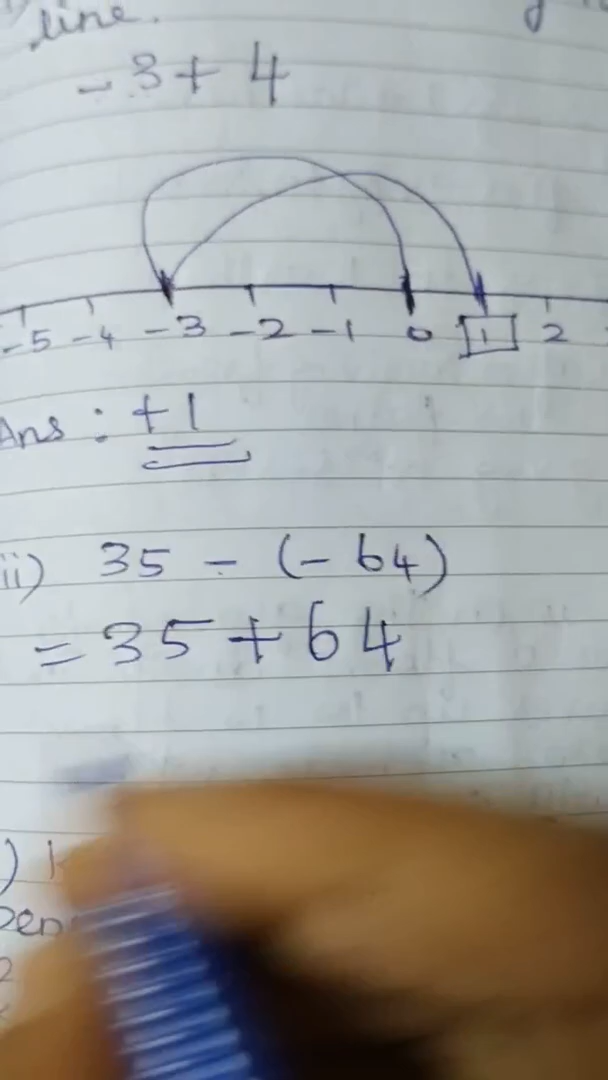 line.
-3+ 4
-5 -4 -3 -2 -1 0 1 2
Ans : +1
ii) 35 - (- 64)
= 35 + 64